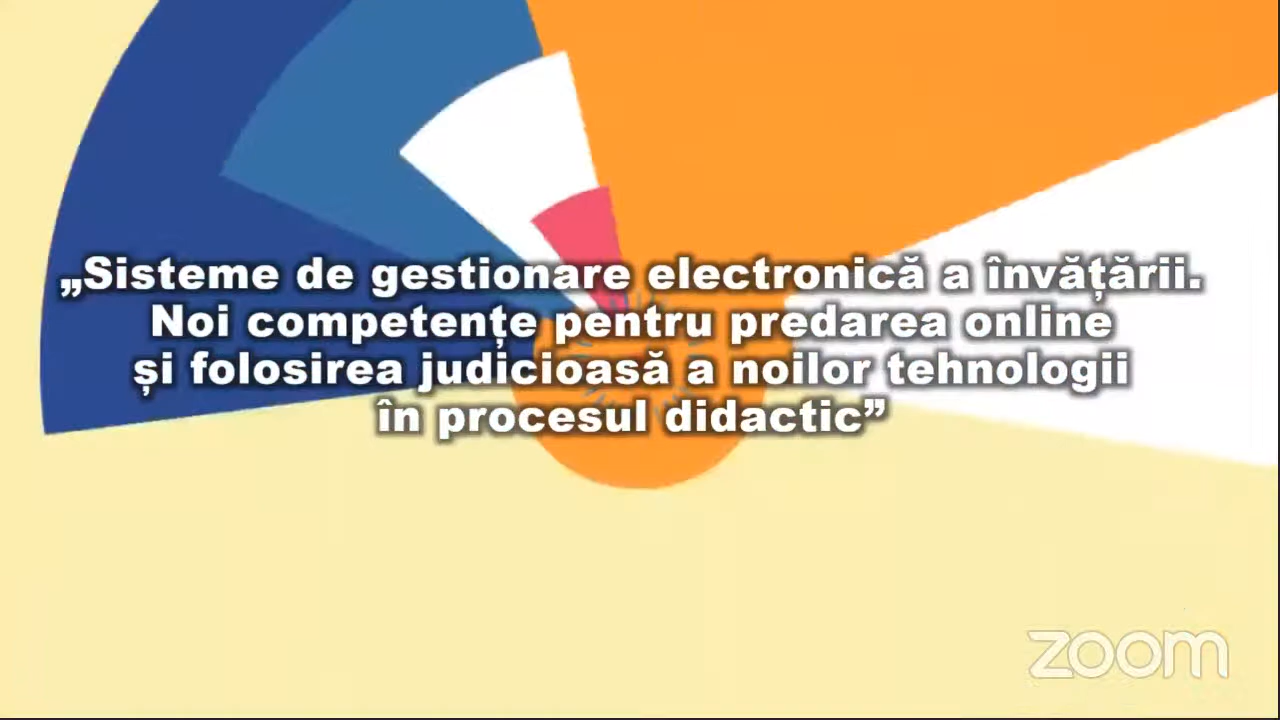 „Sisteme de gestionare electronică a învățării.
Noi competențe pentru predarea online
și folosirea judicioasă a noilor tehnologii
în procesul didactic”
zoom